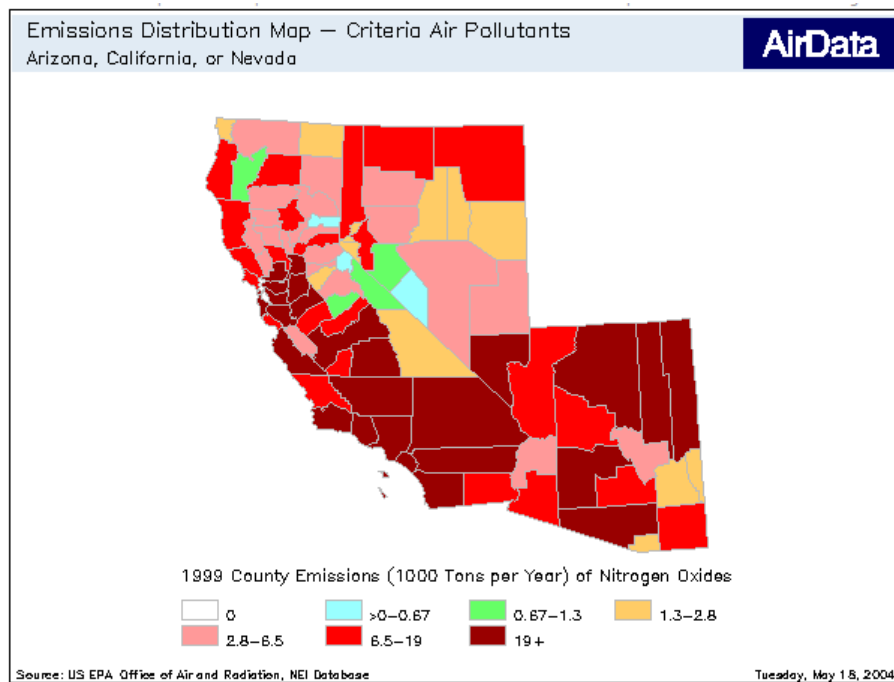 Emissions Distribution Map — Criteria Air Pollutants
Arizona, California, or Nevada
AirData
1999 County Emissions (1000 Tons per Year) of Nitrogen Oxides
0 >0-0.67 0.67-1.3 1.3-2.8
2.8-6.5 6.5-19 19+
Source: US EPA Office of Air and Radiation, NEI Database Tuesday, May 18, 2004